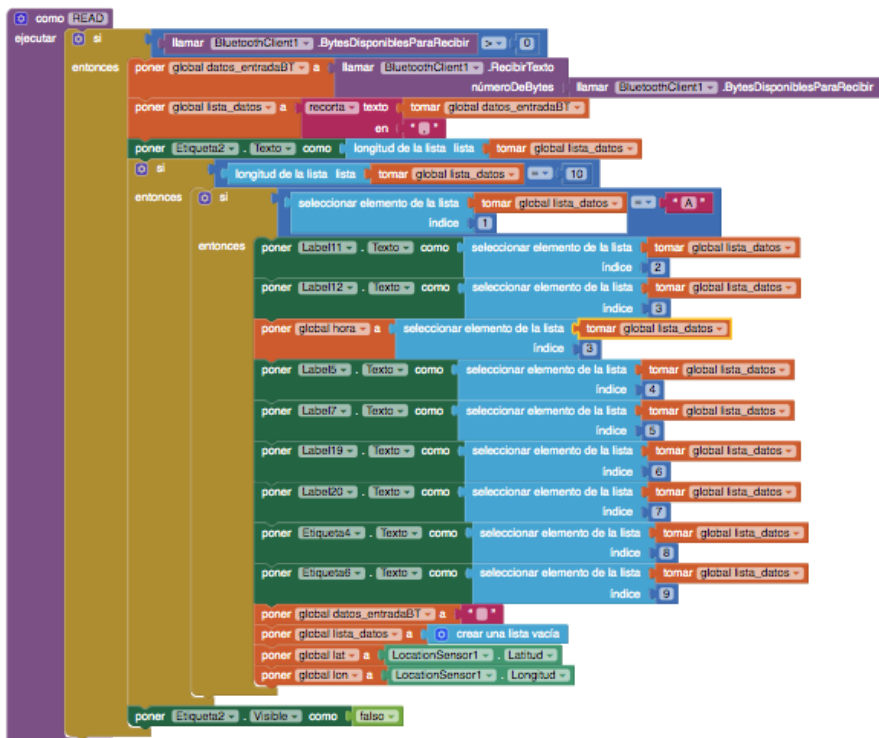 como READ
ejecutar si llamar BluetoothClient1 .BytesDisponiblesParaRecibir > 0
entonces poner global datos_entradaBT a llamar BluetoothClient1 .RecibirTexto
númeroDeBytes llamar BluetoothClient1 .BytesDisponiblesParaRecibir
poner global lista_datos a recorta texto tomar global datos_entradaBT
en " , "
poner Etiqueta2 . Texto como longitud de la lista lista tomar global lista_datos
si longitud de la lista lista tomar global lista_datos = 10
entonces si seleccionar elemento de la lista tomar global lista_datos = " A "
índice 1
entonces poner Label11 . Texto como seleccionar elemento de la lista tomar global lista_datos
índice 2
poner Label12 . Texto como seleccionar elemento de la lista tomar global lista_datos
índice 3
poner global hora a seleccionar elemento de la lista tomar global lista_datos
índice 3
poner Label5 . Texto como seleccionar elemento de la lista tomar global lista_datos
índice 4
poner Label7 . Texto como seleccionar elemento de la lista tomar global lista_datos
índice 5
poner Label19 . Texto como seleccionar elemento de la lista tomar global lista_datos
índice 6
poner Label20 . Texto como seleccionar elemento de la lista tomar global lista_datos
índice 7
poner Etiqueta4 . Texto como seleccionar elemento de la lista tomar global lista_datos
índice 8
poner Etiqueta6 . Texto como seleccionar elemento de la lista tomar global lista_datos
índice 9
poner global datos_entradaBT a " "
poner global lista_datos a crear una lista vacía
poner global lat a LocationSensor1 . Latitud
poner global lon a LocationSensor1 . Longitud
poner Etiqueta2 . Visible como falso